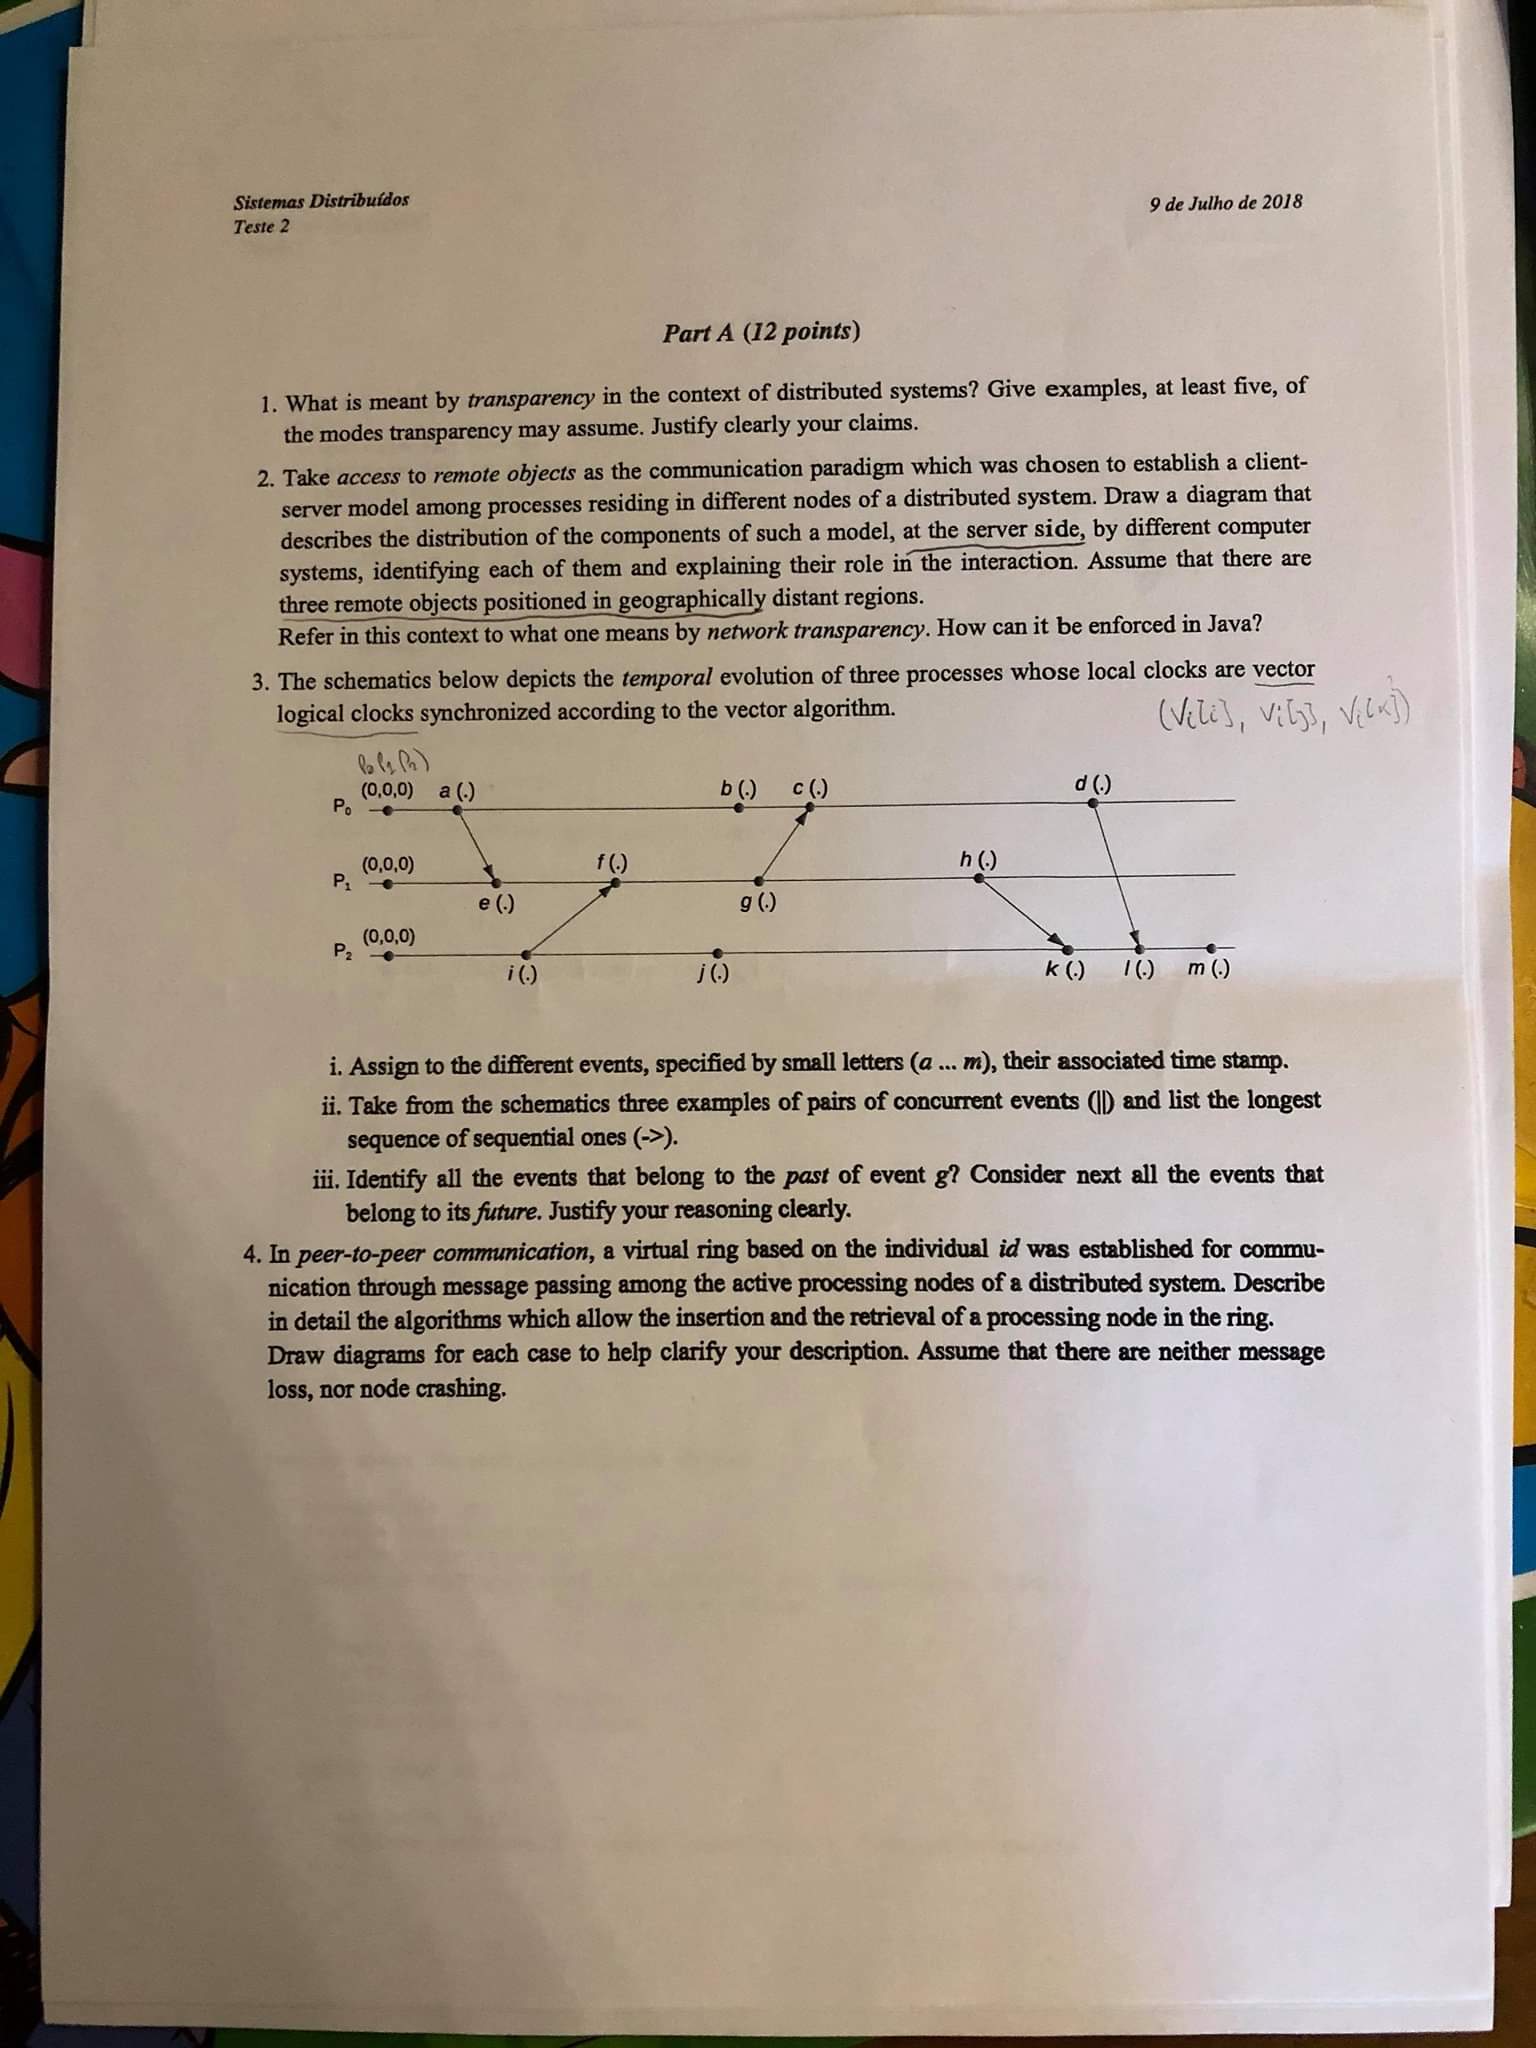 Sistemas Distribuídos
Teste 2
9 de Julho de 2018
Part A (12 points)
1. What is meant by transparency in the context of distributed systems? Give examples, at least five, of
the modes transparency may assume. Justify clearly your claims.
2. Take access to remote objects as the communication paradigm which was chosen to establish a client-
server model among processes residing in different nodes of a distributed system. Draw a diagram that
describes the distribution of the components of such a model, at the server side, by different computer
systems, identifying each of them and explaining their role in the interaction. Assume that there are
three remote objects positioned in geographically distant regions.
Refer in this context to what one means by network transparency. How can it be enforced in Java?
3. The schematics below depicts the temporal evolution of three processes whose local clocks are vector
logical clocks synchronized according to the vector algorithm.
(Vi[i], Vi[j], Vi[k])
P0 P1 P2)
(0,0,0) a (.) b (.) c (.) d (.)
P0
(0,0,0) f (.) h (.)
P1
e (.) g (.)
(0,0,0)
P2
i (.) j (.) k (.) l (.) m (.)
i. Assign to the different events, specified by small letters (a ... m), their associated time stamp.
ii. Take from the schematics three examples of pairs of concurrent events (||) and list the longest
sequence of sequential ones (->).
iii. Identify all the events that belong to the past of event g? Consider next all the events that
belong to its future. Justify your reasoning clearly.
4. In peer-to-peer communication, a virtual ring based on the individual id was established for commu-
nication through message passing among the active processing nodes of a distributed system. Describe
in detail the algorithms which allow the insertion and the retrieval of a processing node in the ring.
Draw diagrams for each case to help clarify your description. Assume that there are neither message
loss, nor node crashing.